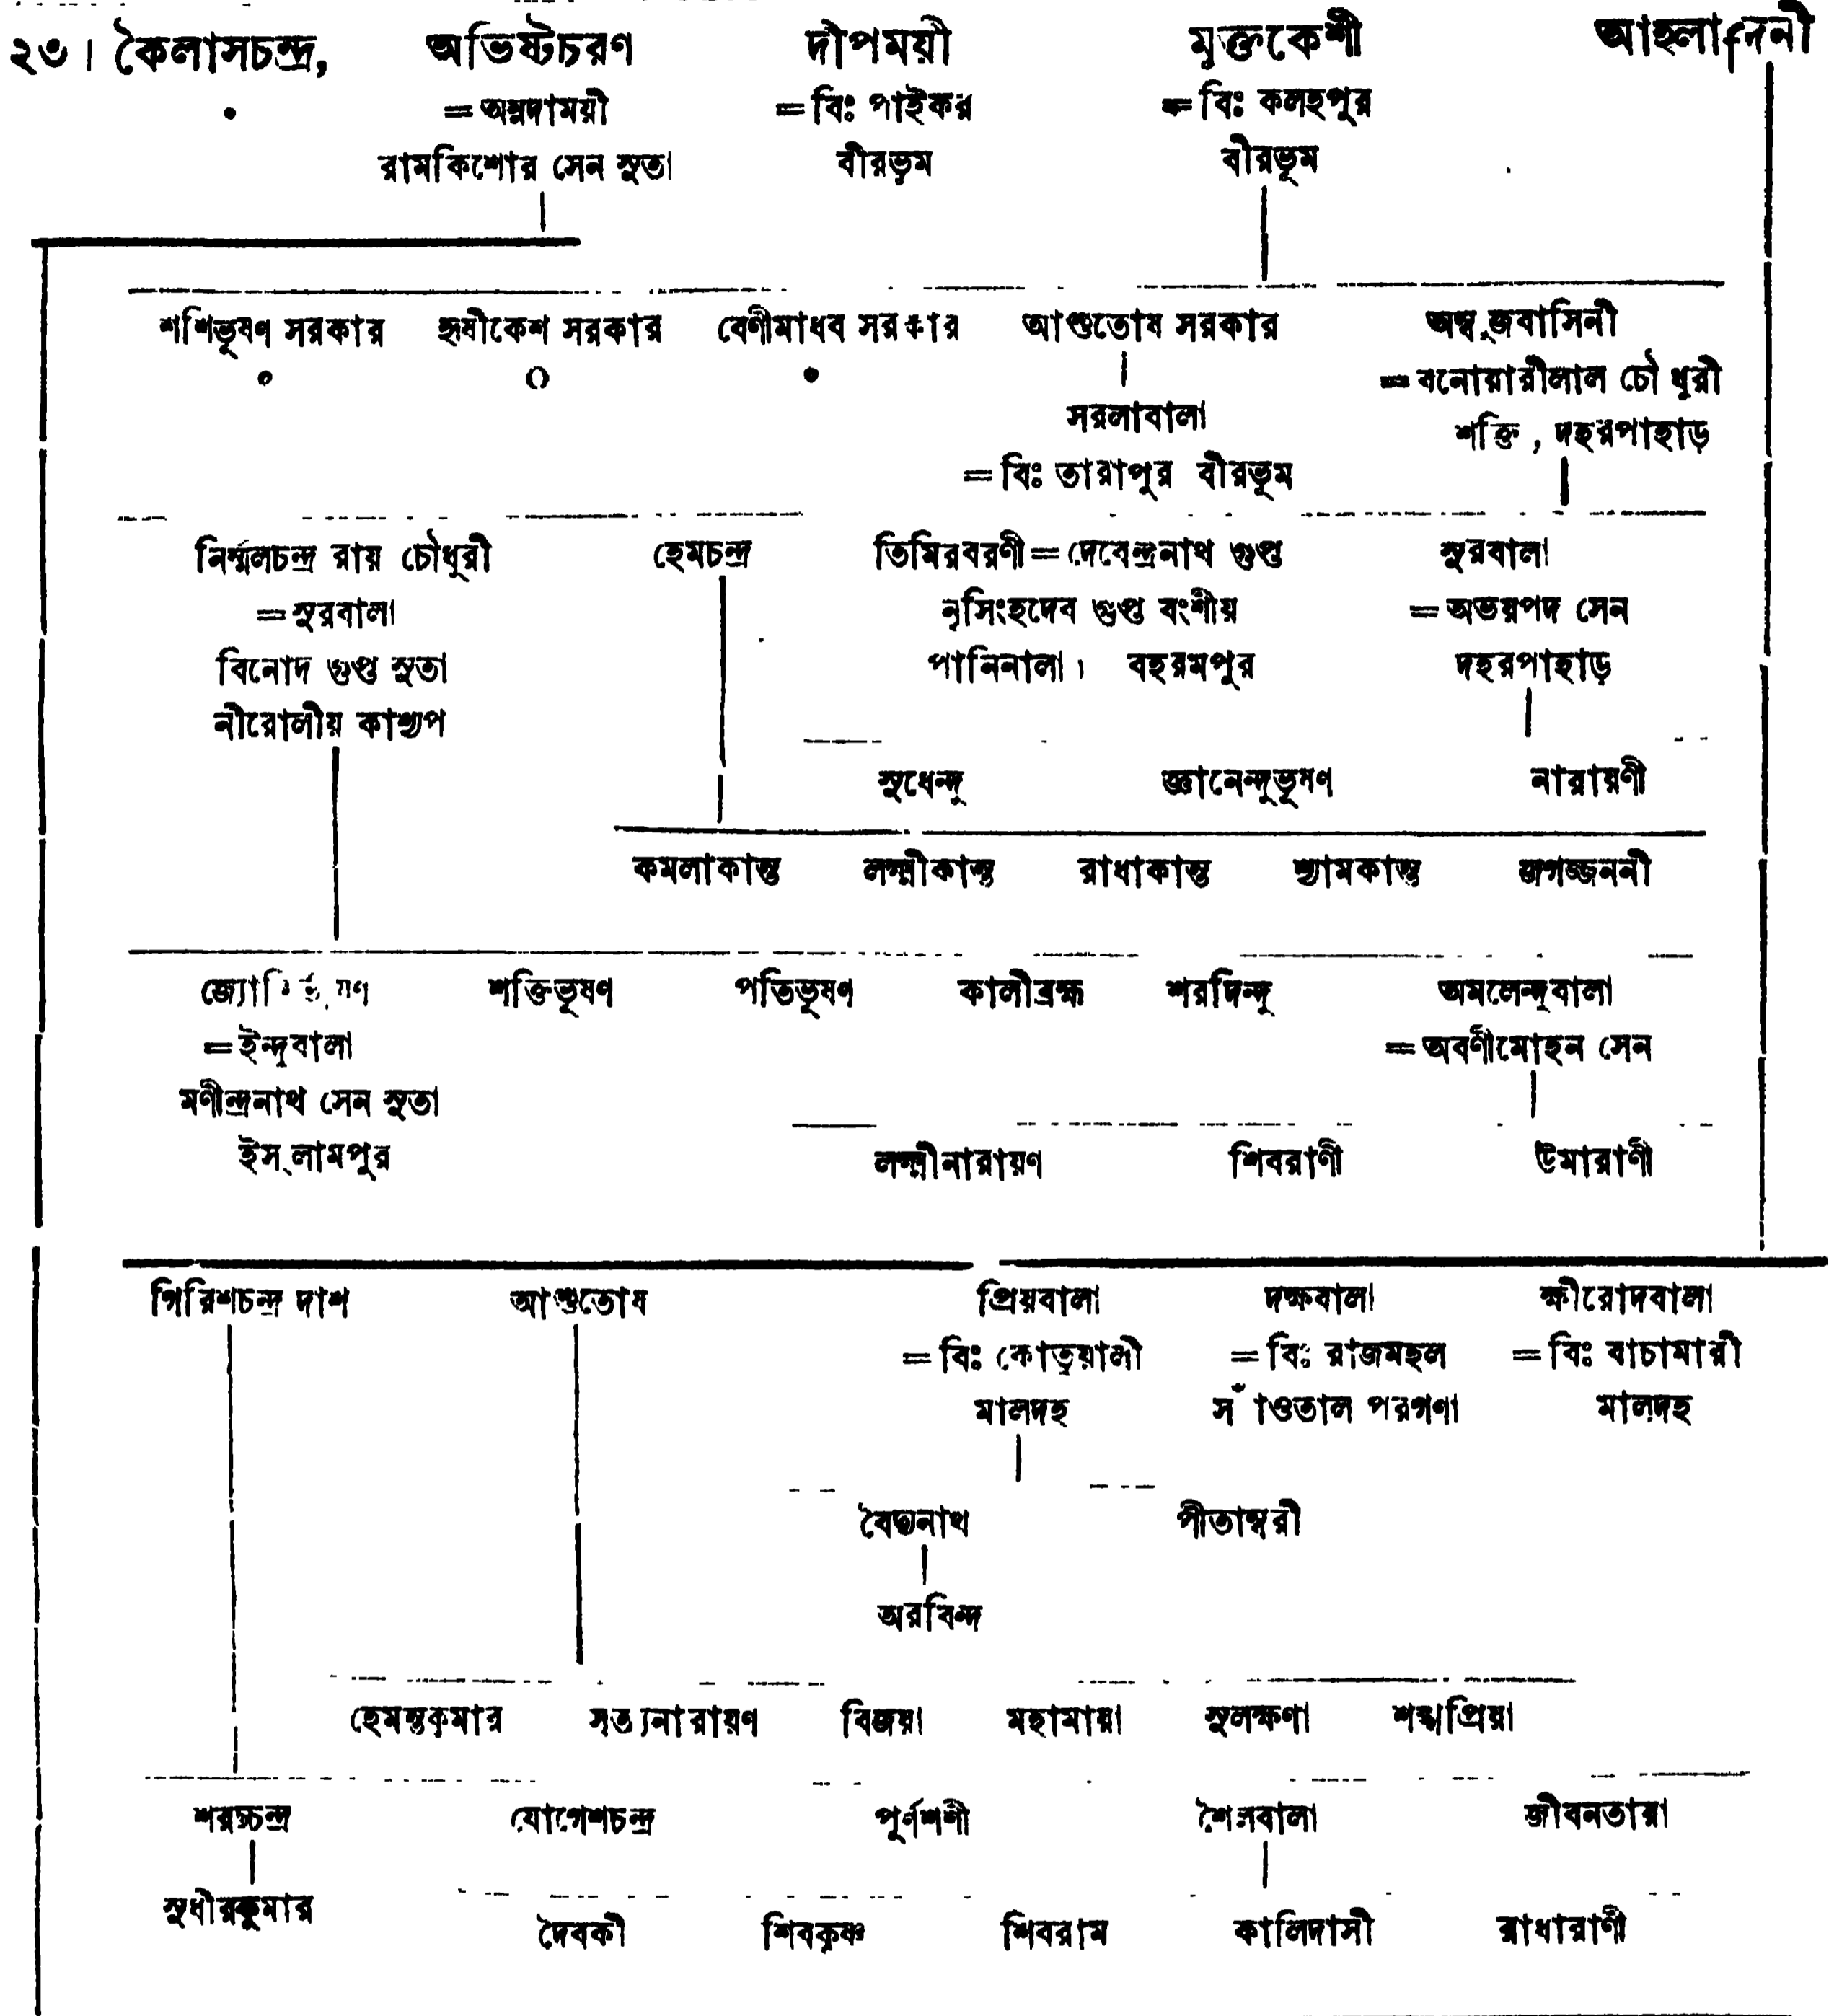 ২৩। কৈলাসচন্দ্র, অভিষ্টচরণ দীপময়ী মুক্তকেশী আহ্লাদিনী
=অন্নদাময়ী =বিঃ পাইকর =বিঃ কলহপুর
রামকিশোর সেন সুতা বীরভূম বীরভূম
শশিভূষণ সরকার হৃষীকেশ সরকার বেণীমাধব সরকার আশুতোষ সরকার অম্বুজবাসিনী
=বনোয়ারীলাল চৌধুরী
সরলাবালা শক্তি, দহরপাহাড়
=বিঃ তারাপুর বীরভূম
নির্ম্মলচন্দ্র রায় চৌধুরী হেমচন্দ্র তিমিরবরণী=দেবেন্দ্রনাথ গুপ্ত সুরবালা
=সুরবালা নৃসিংহদেব গুপ্ত বংশীয় =অভয়পদ সেন
বিনোদ গুপ্ত সুতা পানিনালা। বহরমপুর দহরপাহাড়
নীরোলীয় কাশ্যপ
সুধেন্দু জ্ঞানেন্দুভূষণ নারায়ণী
কমলাকান্ত লক্ষ্মীকান্ত রাধাকান্ত শ্যামকান্ত জগজ্জননী
শক্তিভূষণ পতিভূষণ কালীব্রহ্ম শরদিন্দু অমলেন্দুবালা
=ইন্দুবালা =অবণীমোহন সেন
মণীন্দ্রনাথ সেন সুতা
ইস্‌লামপুর লক্ষ্মীনারায়ণ শিবরাণী উমারাণী
গিরিশচন্দ্র দাশ আশুতোষ প্রিয়বালা দক্ষবালা ক্ষীরোদবালা
=বিঃ কোতুয়ালী =বিঃ রাজমহল =বিঃ বাচামারী
মালদহ সাঁওতাল পরগণা মালদহ
বৈদ্যনাথ পীতাম্বরী
অরবিন্দ
হেমন্তকুমার সত্যনারায়ণ বিজয়া মহামায়া সুলক্ষণা শঙ্খপ্রিয়া
শরচ্চন্দ্র যোগেশচন্দ্র পূর্ণশশী শৈলবালা জীবনতারা
সুধীরকুমার দৈবকী শিবকৃষ্ণ শিবরাম কালিদাসী রাধারাণী